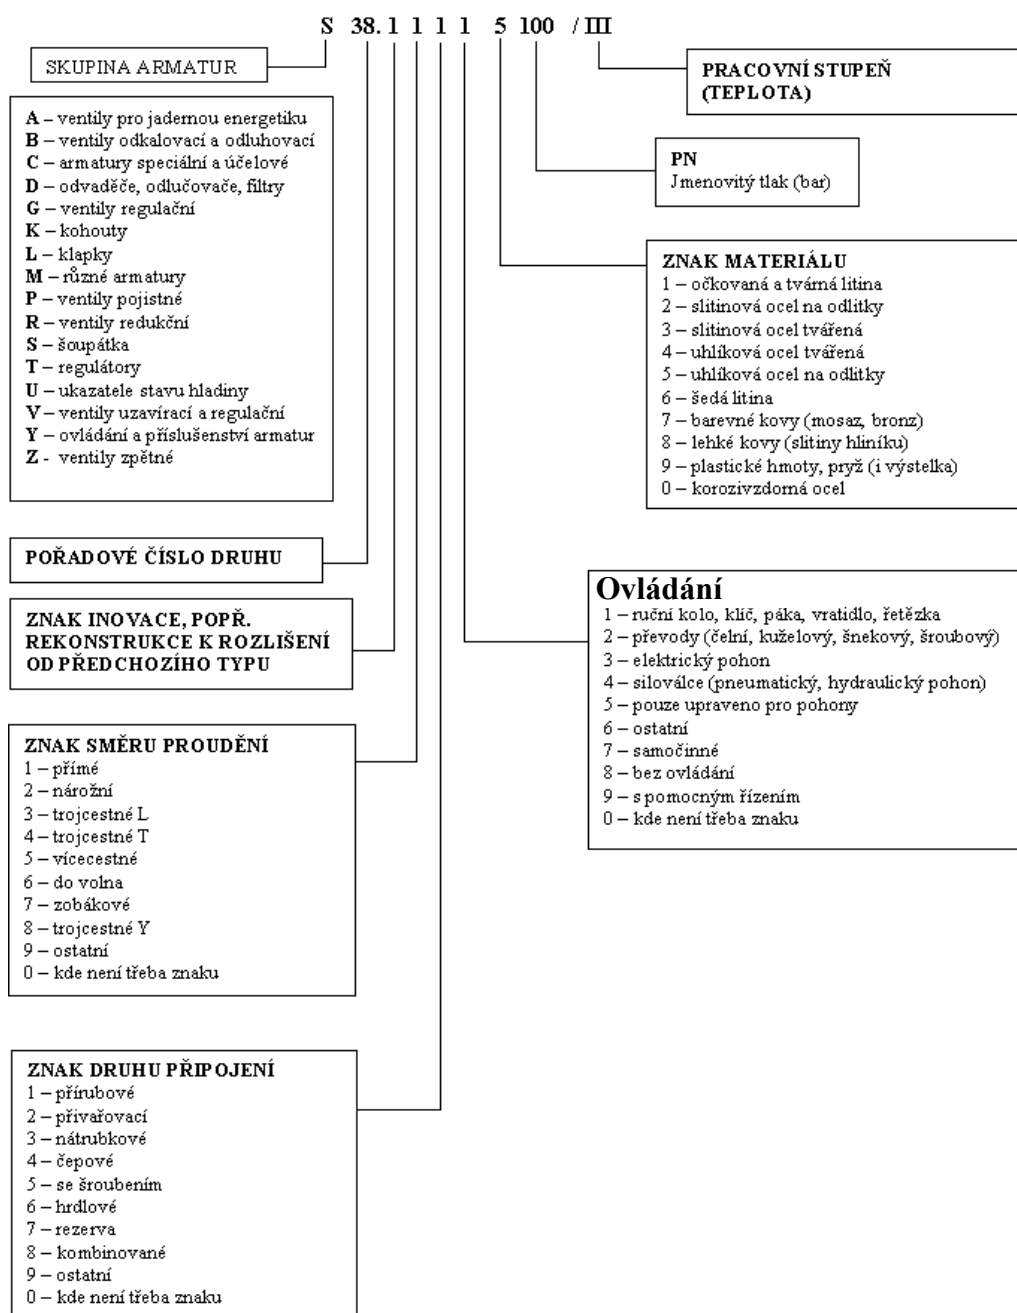 S 38. 1 1 1 1 5 100 / III
SKUPINA ARMATUR
A – ventily pro jadernou energetiku
B – ventily odkalovací a odluhovací
C – armatury speciální a účelové
D – odvaděče, odlučovače, filtry
G – ventily regulační
K – kohouty
L – klapky
M – různé armatury
P – ventily pojistné
R – ventily redukční
S – šoupátka
T – regulátory
U – ukazatele stavu hladiny
V – ventily uzavírací a regulační
Y – ovládání a příslušenství armatur
Z - ventily zpětné
POŘADOVÉ ČÍSLO DRUHU
ZNAK INOVACE, POPŘ.
REKONSTRUKCE K ROZLIŠENÍ
OD PŘEDCHOZÍHO TYPU
ZNAK SMĚRU PROUDĚNÍ
1 – přímé
2 – nárožní
3 – trojcestné L
4 – trojcestné T
5 – vícecestné
6 – do volna
7 – zobákové
8 – trojcestné Y
9 – ostatní
0 – kde není třeba znaku
ZNAK DRUHU PŘIPOJENÍ
1 – přírubové
2 – přivařovací
3 – nátrubkové
4 – čepové
5 – se šroubením
6 – hrdlové
7 – rezerva
8 – kombinované
9 – ostatní
0 – kde není třeba znaku
PRACOVNÍ STUPEŇ
(TEPLOTA)
PN
Jmenovitý tlak (bar)
ZNAK MATERIÁLU
1 – očkovaná a tvárná litina
2 – slitinová ocel na odlitky
3 – slitinová ocel tvářená
4 – uhlíková ocel tvářená
5 – uhlíková ocel na odlitky
6 – šedá litina
7 – barevné kovy (mosaz, bronz)
8 – lehké kovy (slitiny hliníku)
9 – plastické hmoty, pryž (i výstelka)
0 – korozivzdorná ocel
Ovládání
1 – ruční kolo, klíč, páka, vratidlo, řetězka
2 – převody (čelní, kuželový, šnekový, šroubový)
3 – elektrický pohon
4 – siloválce (pneumatický, hydraulický pohon)
5 – pouze upraveno pro pohony
6 – ostatní
7 – samočinné
8 – bez ovládání
9 – s pomocným řízením
0 – kde není třeba znaku